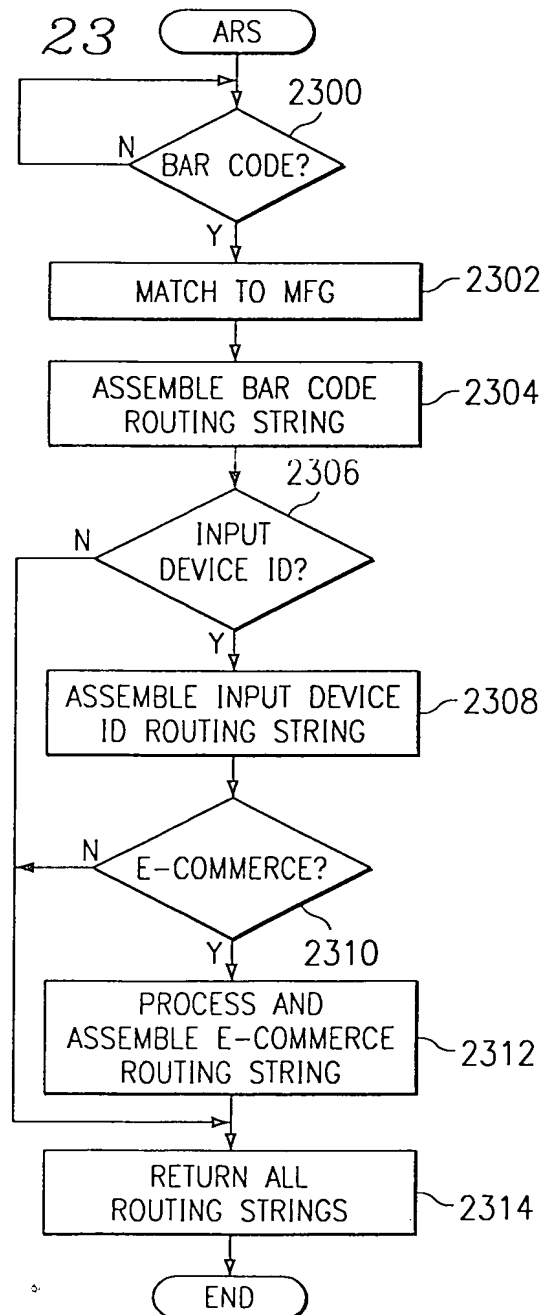 23
ARS
2300
N
BAR CODE?
Y
MATCH TO MFG
2302
ASSEMBLE BAR CODE
ROUTING STRING
2304
2306
N
INPUT
DEVICE ID?
Y
ASSEMBLE INPUT DEVICE
ID ROUTING STRING
2308
N
E-COMMERCE?
Y
2310
PROCESS AND
ASSEMBLE E-COMMERCE
ROUTING STRING
2312
RETURN ALL
ROUTING STRINGS
2314
END